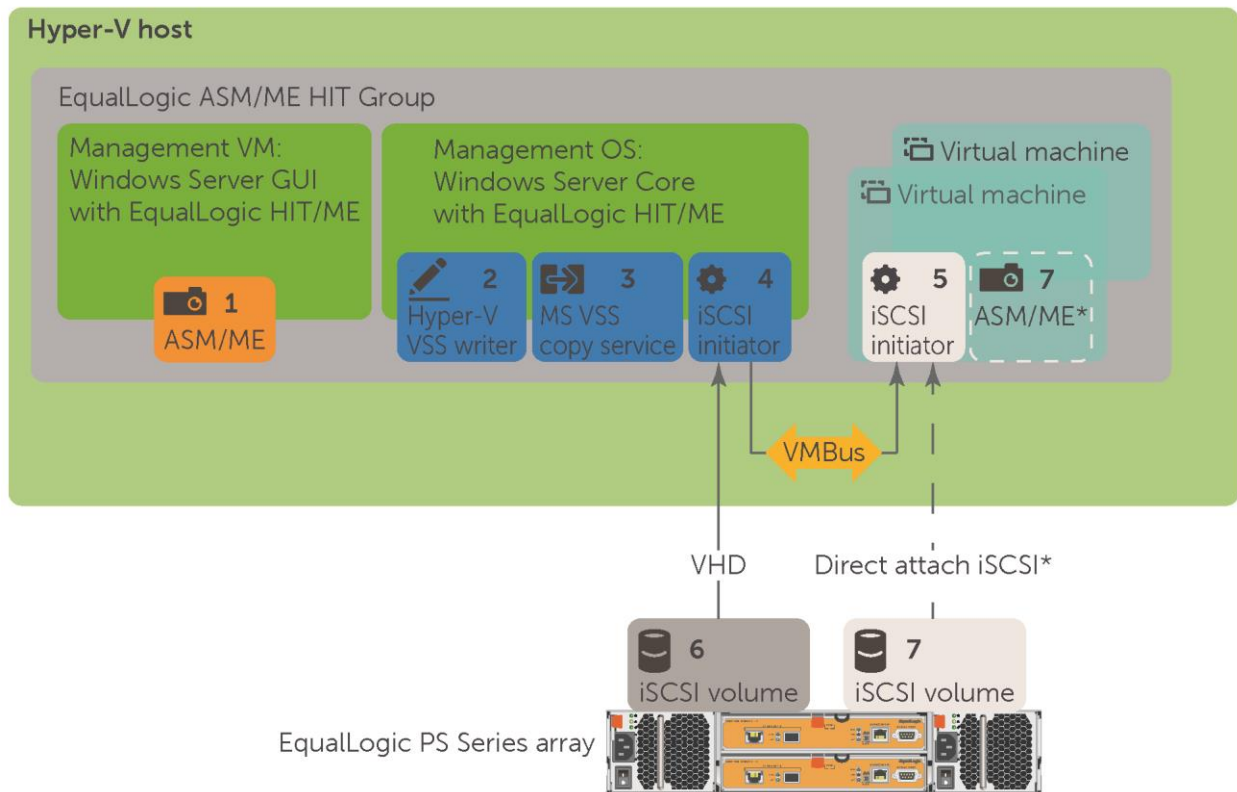 Hyper-V host
EqualLogic ASM/ME HIT Group
Management VM:
Windows Server GUI
with EqualLogic HIT/ME
1
ASM/ME
Management OS:
Windows Server Core
with EqualLogic HIT/ME
2
Hyper-V
VSS writer
3
MS VSS
copy service
4
iSCSI
initiator
Virtual machine
Virtual machine
5
iSCSI
initiator
7
ASM/ME*
VMBus
VHD
Direct attach iSCSI*
6
iSCSI volume
7
iSCSI volume
EqualLogic PS Series array